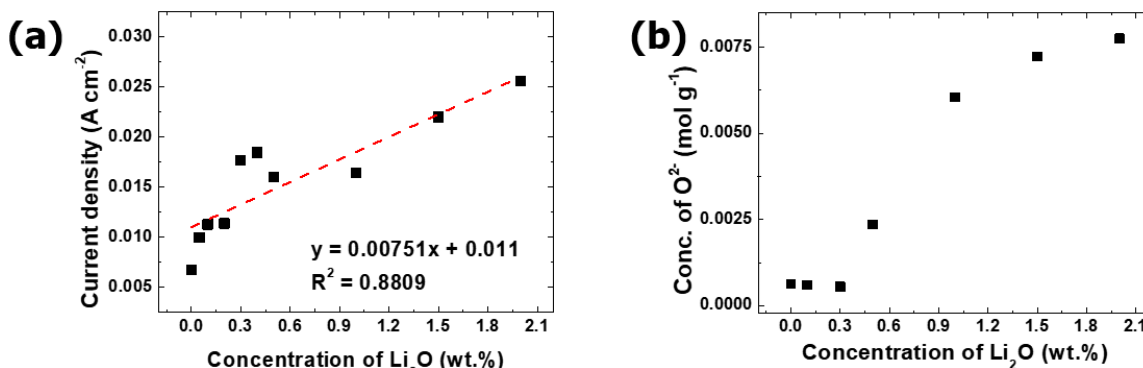 (a)
Current density (A cm⁻²)
0.030
0.025
0.020
0.015
0.010
0.005
y = 0.00751x + 0.011
R² = 0.8809
0.0 0.3 0.6 0.9 1.2 1.5 1.8 2.1
Concentration of Li₂O (wt.%)
(b)
Conc. of O²⁻ (mol g⁻¹)
0.0075
0.0050
0.0025
0.0000
0.0 0.3 0.6 0.9 1.2 1.5 1.8 2.1
Concentration of Li₂O (wt.%)